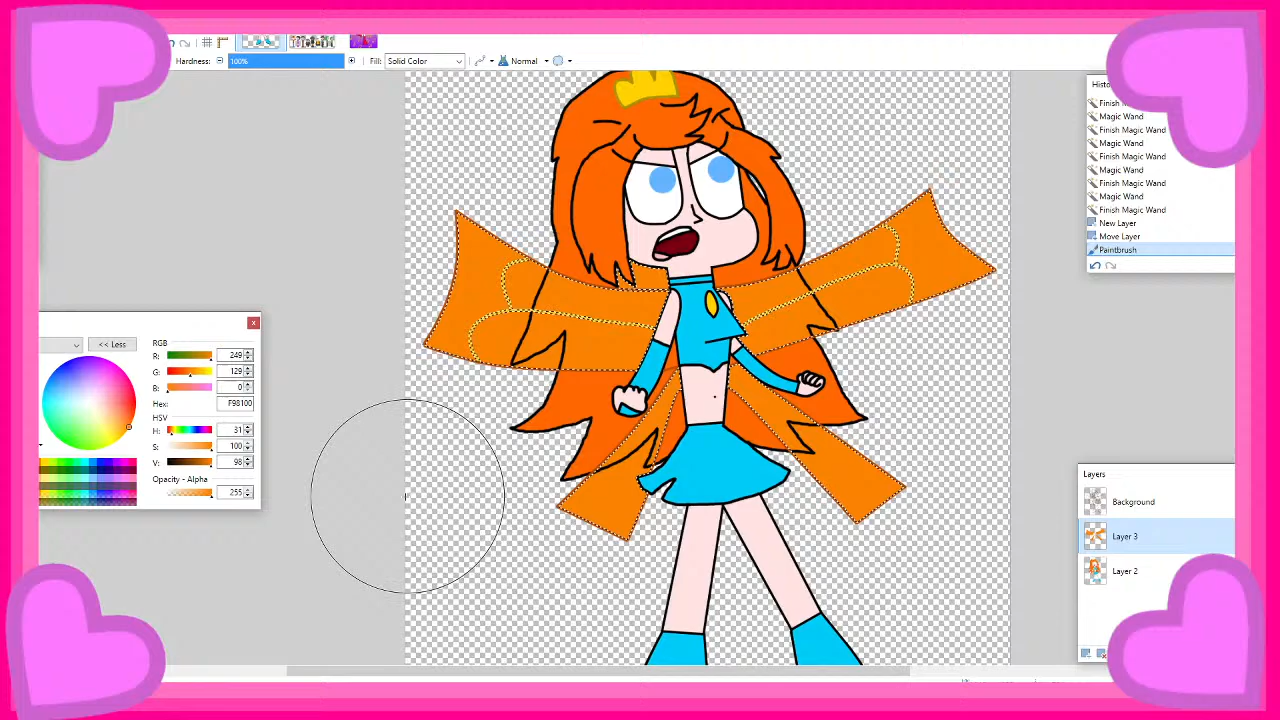 Hardness: 100% Fill: Solid Color Normal
Finish M
Magic Wand
Finish Magic Wand
Magic Wand
Finish Magic Wand
Magic Wand
Finish Magic Wand
Magic Wand
Finish Magic Wand
New Layer
Move Layer
Paintbrush
<< Less
RGB
R: 249
G: 129
B: 0
Hex: F98100
HSV
H: 31
S: 100
V: 98
Opacity - Alpha
255
Layers
Background
Layer 3
Layer 2